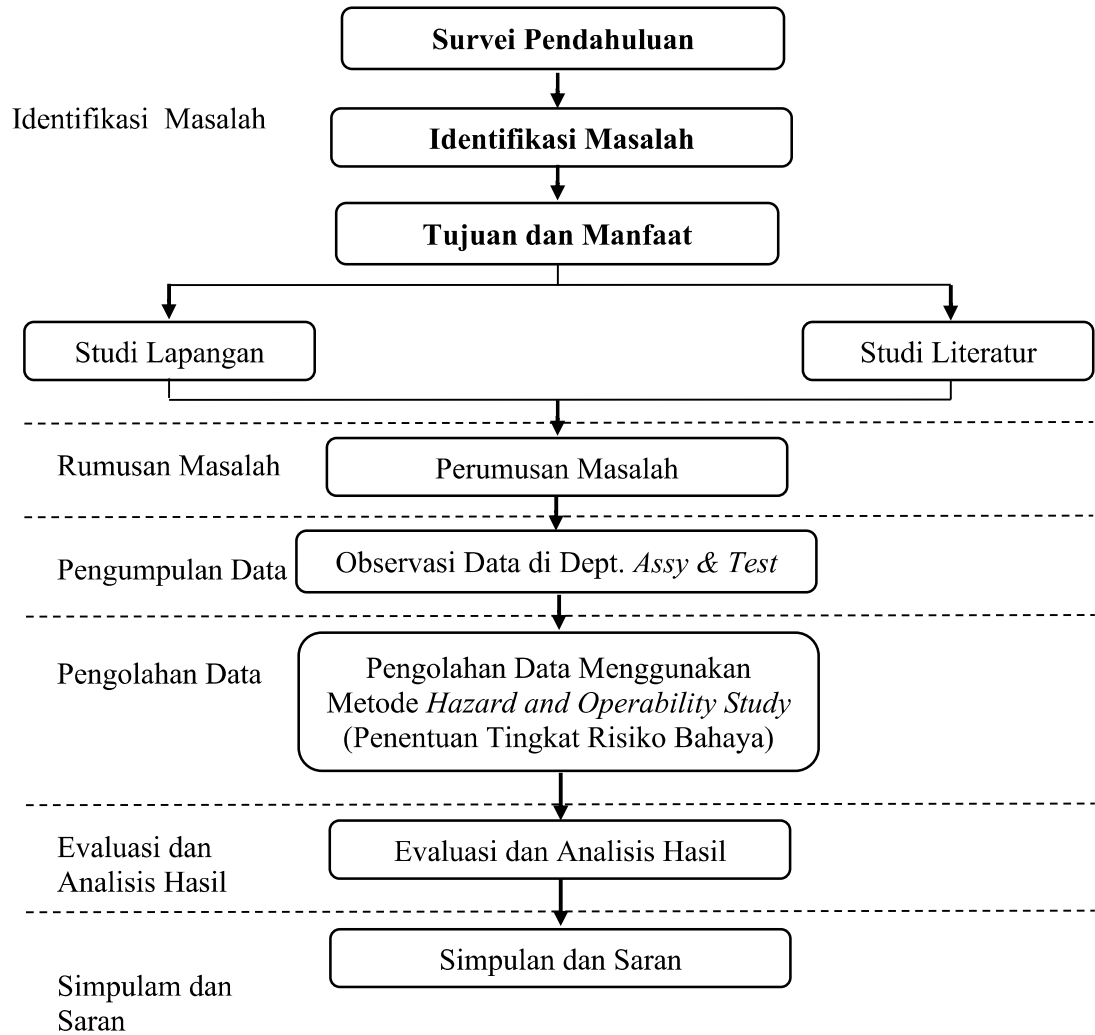 Survei Pendahuluan
Identifikasi Masalah
Identifikasi Masalah
Tujuan dan Manfaat
Studi Lapangan
Studi Literatur
Rumusan Masalah
Perumusan Masalah
Pengumpulan Data
Observasi Data di Dept. Assy & Test
Pengolahan Data
Pengolahan Data Menggunakan
Metode Hazard and Operability Study
(Penentuan Tingkat Risiko Bahaya)
Evaluasi dan
Analisis Hasil
Evaluasi dan Analisis Hasil
Simpulan dan Saran
Simpulam dan
Saran